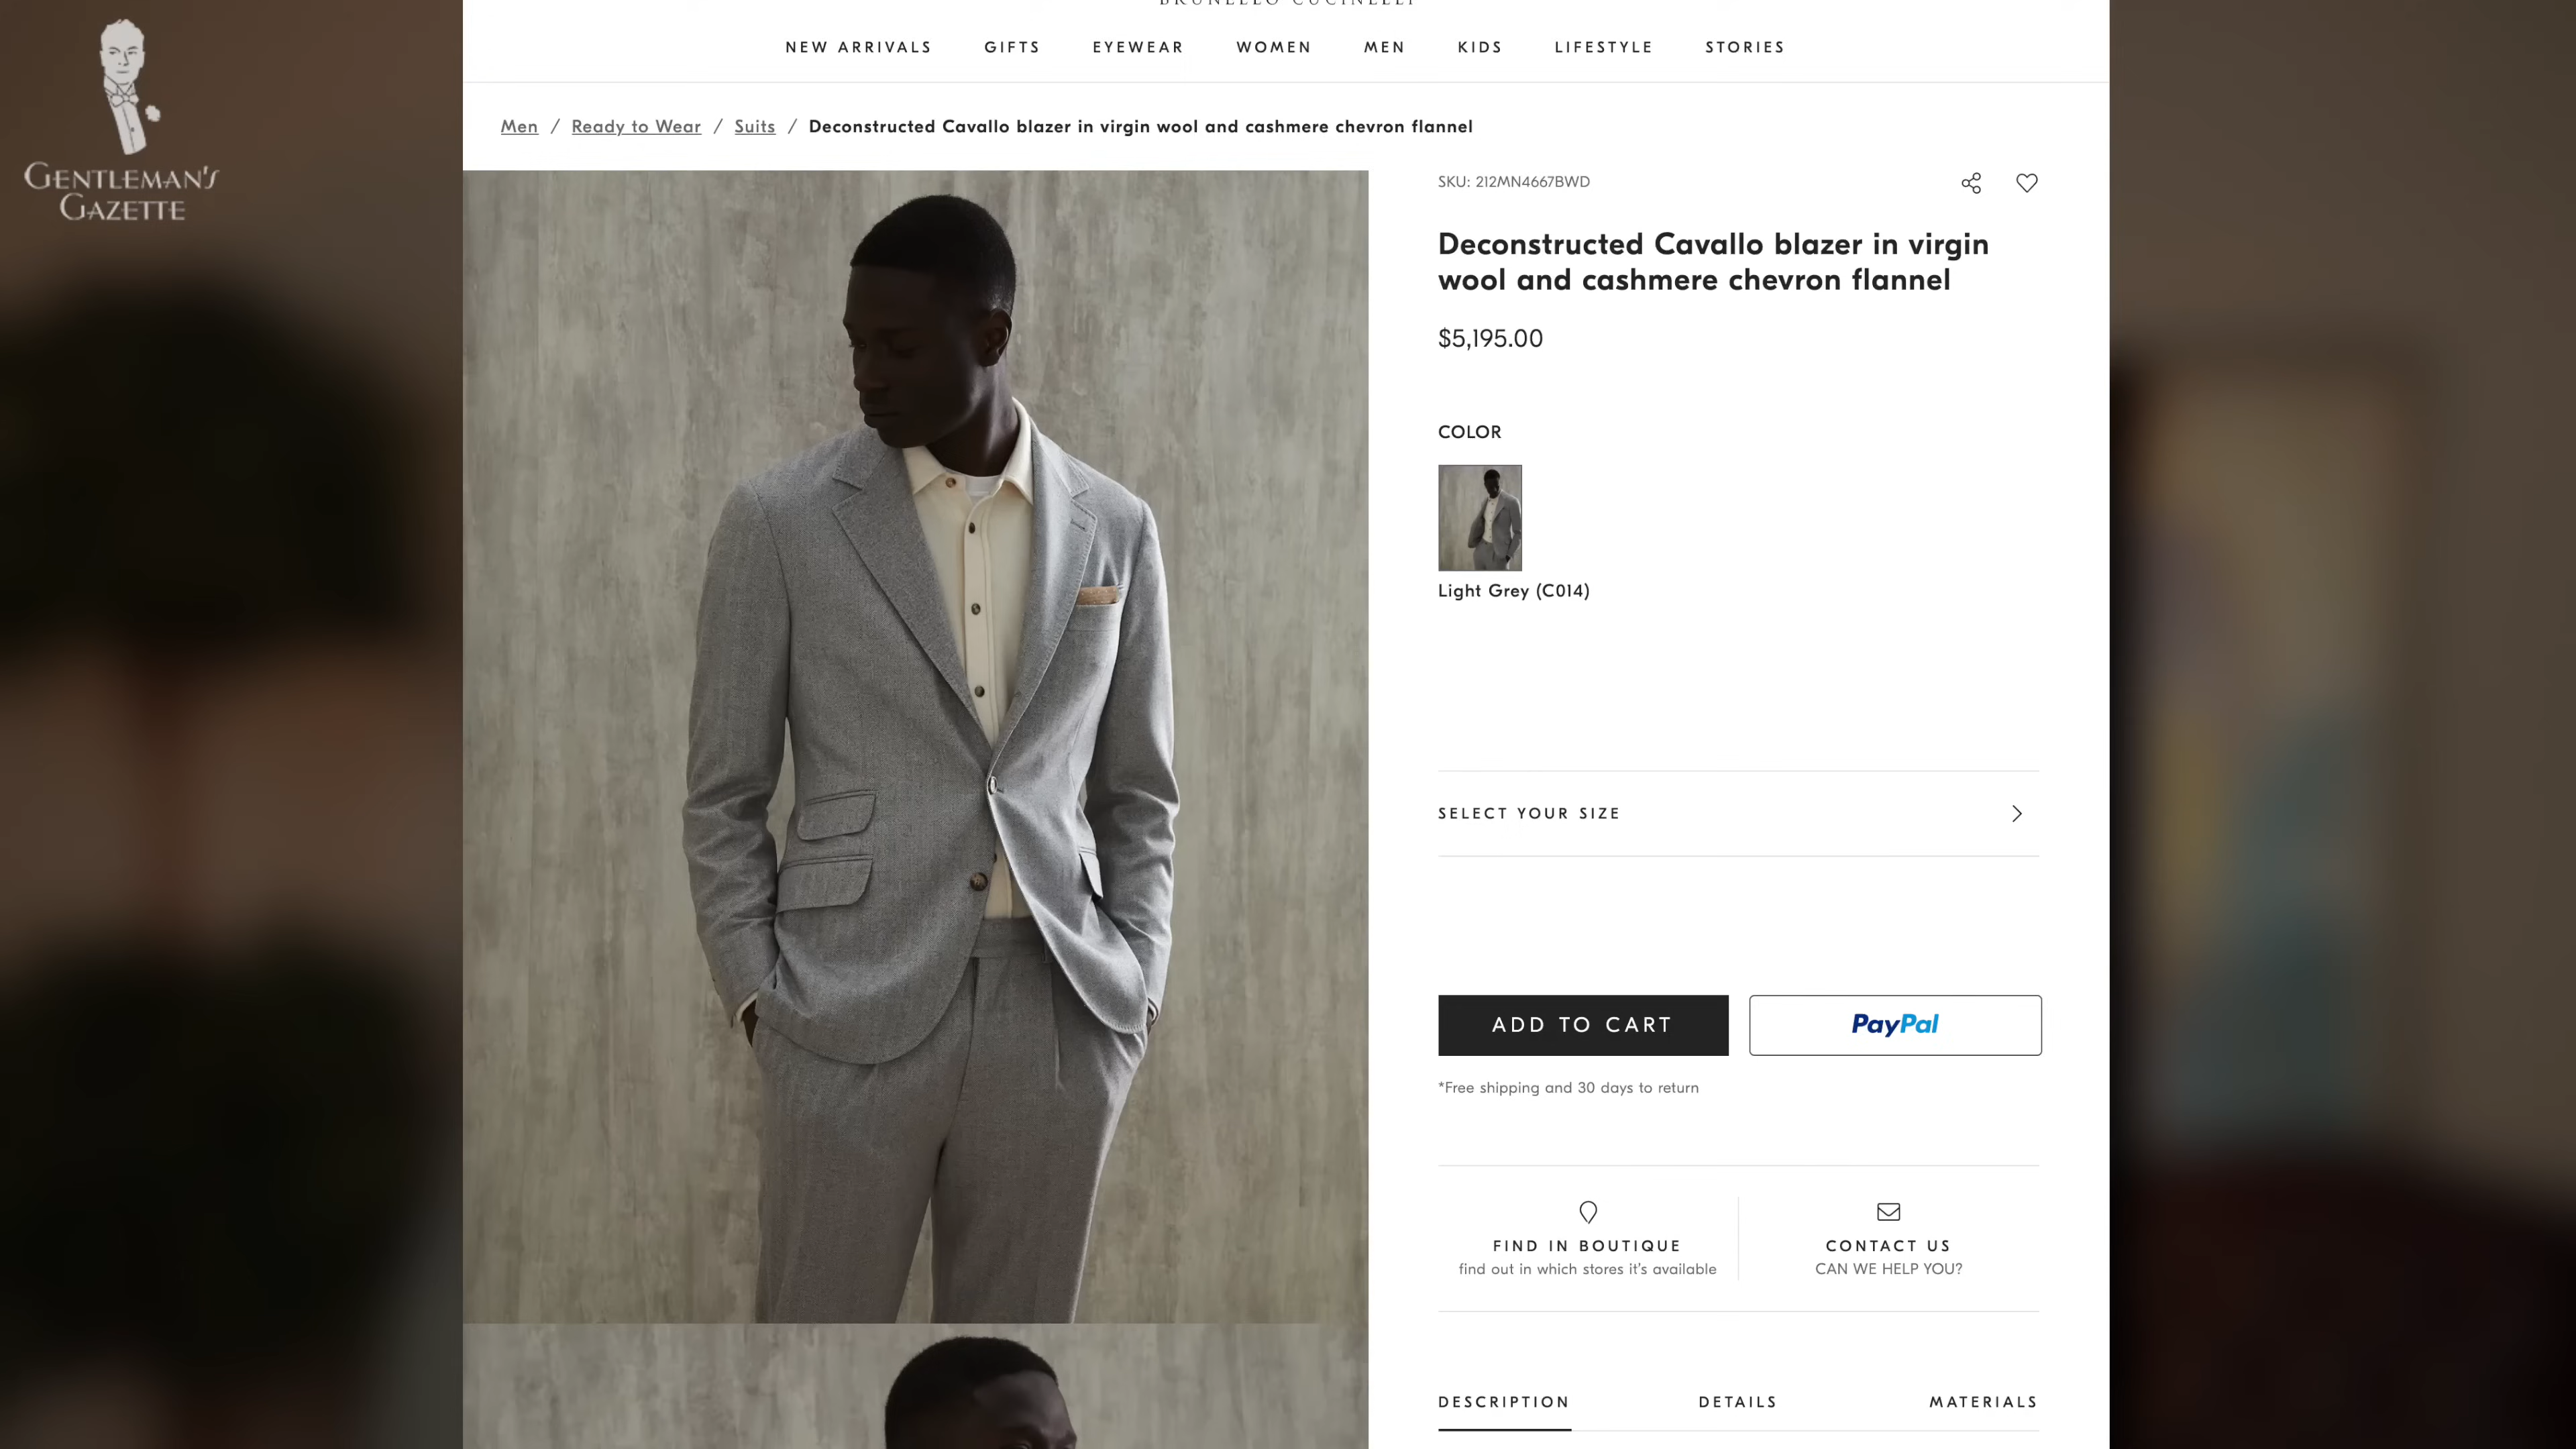 BRUNELLO CUCINELLI
GENTLEMAN'S
GAZETTE
NEW ARRIVALS GIFTS EYEWEAR WOMEN MEN KIDS LIFESTYLE STORIES
Men / Ready to Wear / Suits / Deconstructed Cavallo blazer in virgin wool and cashmere chevron flannel
SKU: 212MN4667BWD
Deconstructed Cavallo blazer in virgin
wool and cashmere chevron flannel
$5,195.00
COLOR
Light Grey (C014)
SELECT YOUR SIZE
ADD TO CART PayPal
*Free shipping and 30 days to return
FIND IN BOUTIQUE
find out in which stores it's available
CONTACT US
CAN WE HELP YOU?
DESCRIPTION DETAILS MATERIALS